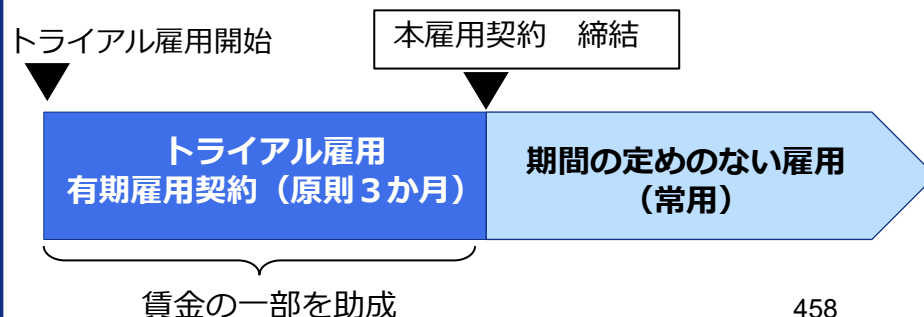 トライアル雇用開始
本雇用契約　締結
トライアル雇用
有期雇用契約（原則３か月）
期間の定めのない雇用
（常用）
賃金の一部を助成
458